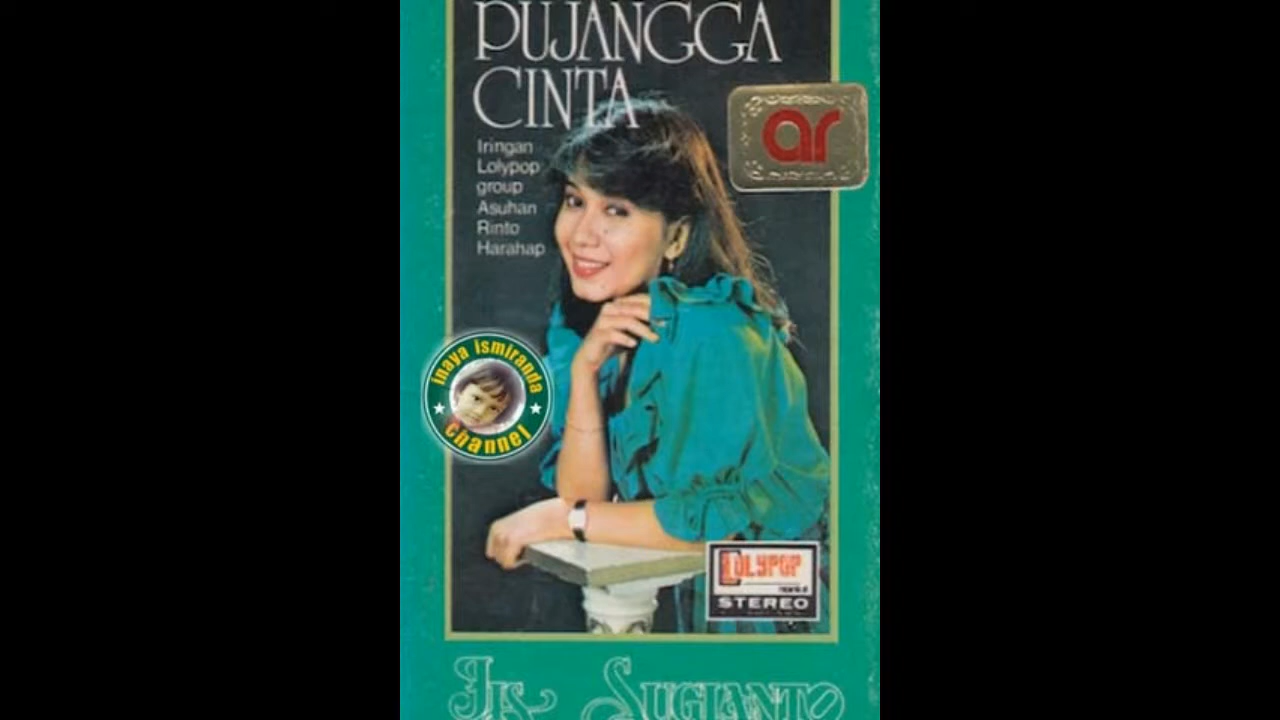 PUJANGGA
CINTA
Iringan
Lolypop
group
Asuhan
Rinto
Harahap
ar
inaya ismiranda
channel
LOLYPOP
STEREO
Iis Sugianto